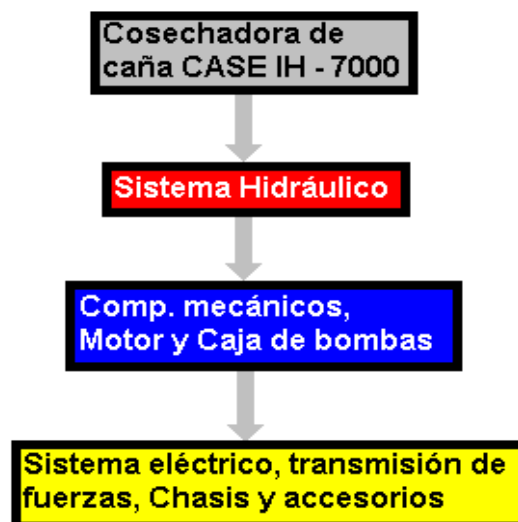 Cosechadora de
caña CASE IH - 7000
Sistema Hidráulico
Comp. mecánicos,
Motor y Caja de bombas
Sistema eléctrico, transmisión de
fuerzas, Chasis y accesorios